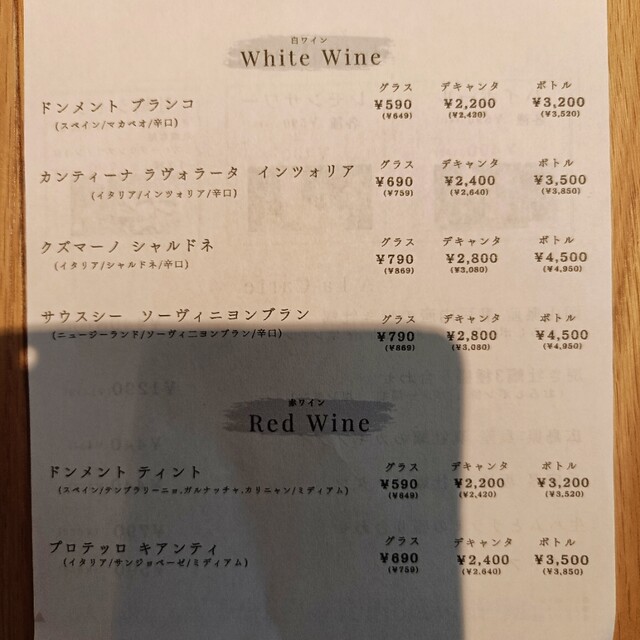 白ワイン
White Wine
グラス デキャンタ ボトル
ドンメント ブランコ ¥590 ¥2,200 ¥3,200
(スペイン/マカベオ/辛口) (¥649) (¥2,420) (¥3,520)
グラス デキャンタ ボトル
カンティーナ ラヴォラータ インツォリア ¥690 ¥2,400 ¥3,500
(イタリア/インツォリア/辛口) (¥759) (¥2,640) (¥3,850)
グラス デキャンタ ボトル
クズマーノ シャルドネ ¥790 ¥2,800 ¥4,500
(イタリア/シャルドネ/辛口) (¥869) (¥3,080) (¥4,950)
グラス デキャンタ ボトル
サウスシー ソーヴィニヨンブラン ¥790 ¥2,800 ¥4,500
(ニュージーランド/ソーヴィ二ヨンブラン/辛口) (¥869) (¥3,080) (¥4,950)
赤ワイン
Red Wine
グラス デキャンタ ボトル
ドンメント ティント ¥590 ¥2,200 ¥3,200
(スペイン/テンプラリーニョ,ガルナッチャ,カリニャン/ミディアム) (¥649) (¥2,420) (¥3,520)
グラス デキャンタ ボトル
プロテッロ キアンティ ¥690 ¥2,400 ¥3,500
(イタリア/サンジョベーゼ/ミディアム) (¥759) (¥2,640) (¥3,850)